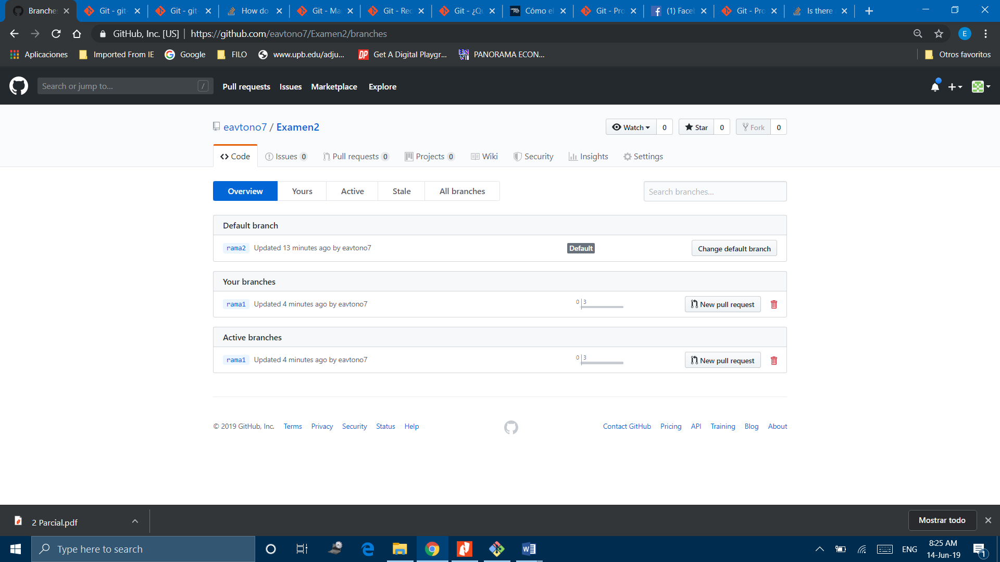 Branche
Git - git-
Git - git-
How do
Git - Ma
Git - Rec
Git - ¿Qu
Cómo el
Git - Pro
(1) Faceb
Git - Pro
Is there
GitHub, Inc. [US] | https://github.com/eavtono7/Examen2/branches
E
Aplicaciones
Imported From IE
Google
FILO
www.upb.edu/adju...
DP
Get A Digital Playgr...
PANORAMA ECON...
Otros favoritos
Search or jump to... /
Pull requests
Issues
Marketplace
Explore
eavtono7 / Examen2
Watch 0
Star 0
Fork 0
Code
Issues 0
Pull requests 0
Projects 0
Wiki
Security
Insights
Settings
Overview
Yours
Active
Stale
All branches
Search branches...
Default branch
rama2 Updated 13 minutes ago by eavtono7
Default
Change default branch
Your branches
rama1 Updated 4 minutes ago by eavtono7
0 | 3
New pull request
Active branches
rama1 Updated 4 minutes ago by eavtono7
0 | 3
New pull request
© 2019 GitHub, Inc.
Terms
Privacy
Security
Status
Help
Contact GitHub
Pricing
API
Training
Blog
About
2 Parcial.pdf
Mostrar todo
Type here to search
ENG
8:25 AM
14-Jun-19
1